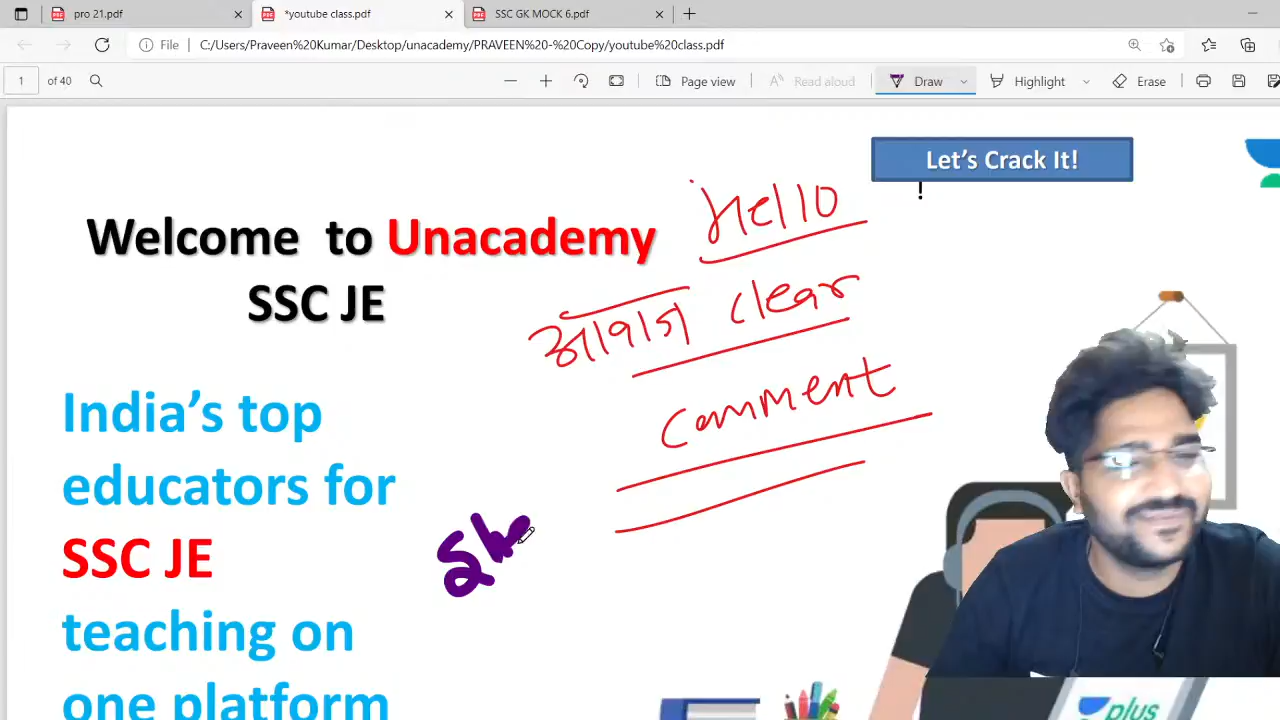 pro 21.pdf
*youtube class.pdf
SSC GK MOCK 6.pdf
File C:/Users/Praveen%20Kumar/Desktop/unacademy/PRAVEEN%20-%20Copy/youtube%20class.pdf
1 of 40
Page view
Read aloud
Draw
Highlight
Erase
Let's Crack It!
!
Welcome to Unacademy
SSC JE
Hello
आवाज clear
comment
India's top
educators for
SSC JE
teaching on
one platform
plus